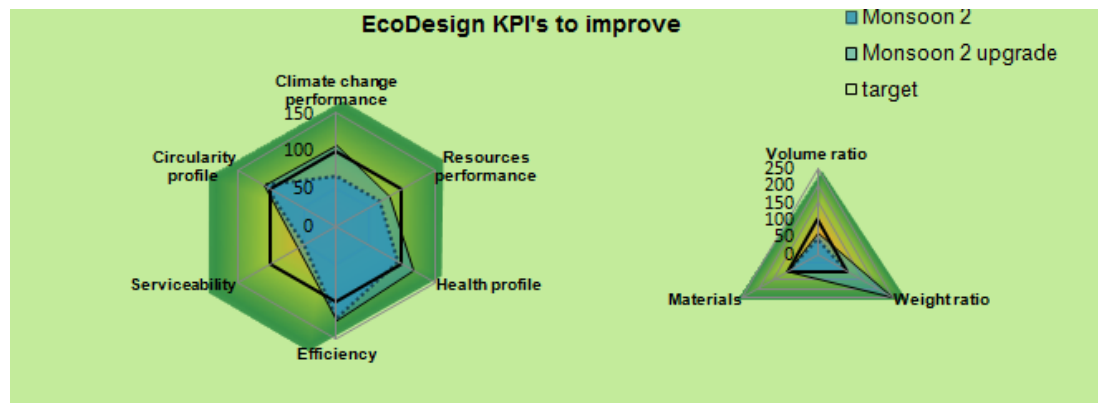 EcoDesign KPI's to improve
Monsoon 2
Monsoon 2 upgrade
target
Climate change
performance
150
100
50
0
Circularity
profile
Resources
performance
Serviceability
Health profile
Efficiency
Volume ratio
250
200
150
100
50
0
Materials
Weight ratio